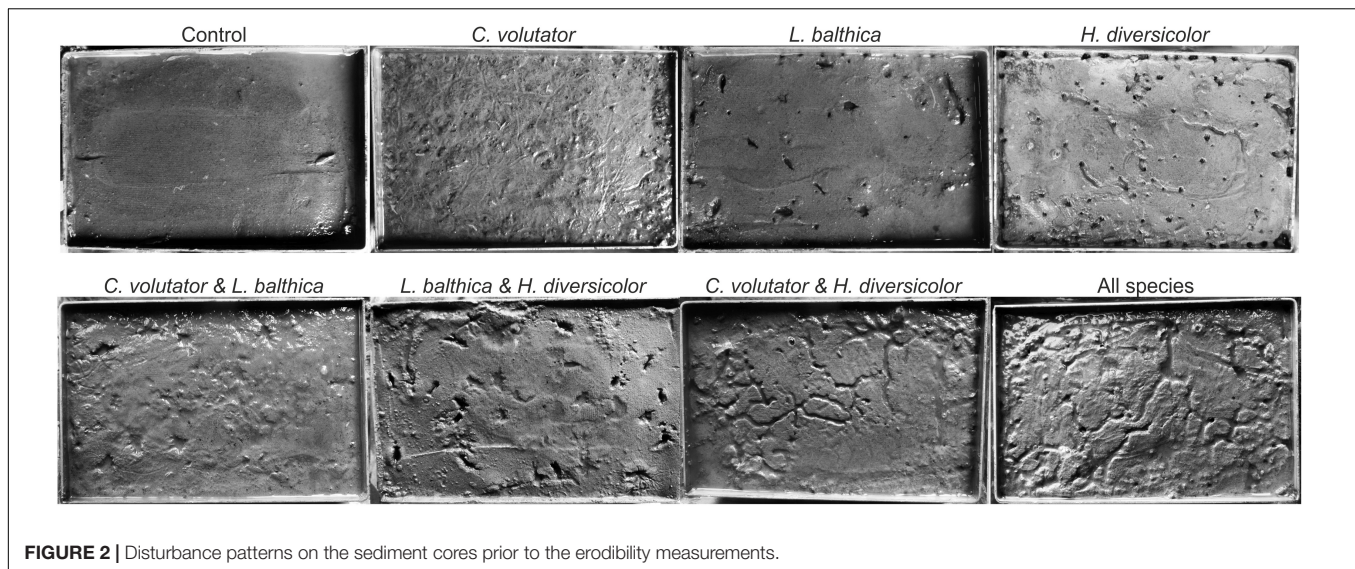 Control
C. volutator
L. balthica
H. diversicolor
C. volutator & L. balthica
L. balthica & H. diversicolor
C. volutator & H. diversicolor
All species
FIGURE 2 | Disturbance patterns on the sediment cores prior to the erodibility measurements.